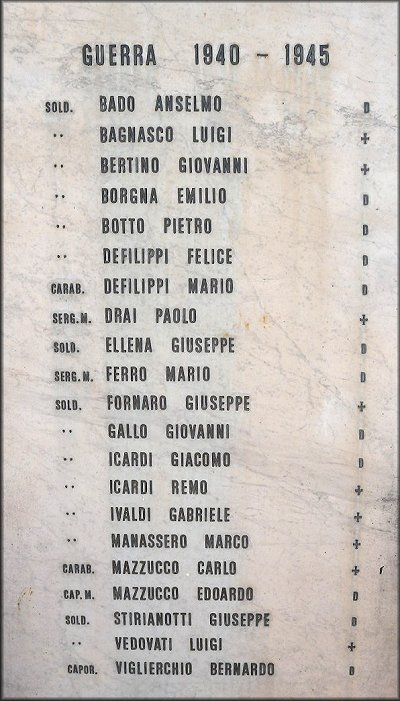 GUERRA 1940 - 1945
SOLD. BADO ANSELMO D
·· BAGNASCO LUIGI ✚
·· BERTINO GIOVANNI ✚
·· BORGNA EMILIO D
·· BOTTO PIETRO D
·· DEFILIPPI FELICE D
CARAB. DEFILIPPI MARIO D
SERG.M. DRAI PAOLO ✚
SOLD. ELLENA GIUSEPPE D
SERG.M. FERRO MARIO D
SOLD. FORNARO GIUSEPPE ✚
·· GALLO GIOVANNI D
·· ICARDI GIACOMO D
·· ICARDI REMO ✚
·· IVALDI GABRIELE ✚
·· MANASSERO MARCO ✚
CARAB. MAZZUCCO CARLO ✚
CAP.M. MAZZUCCO EDOARDO D
SOLD. STIRIANOTTI GIUSEPPE D
·· VEDOVATI LUIGI ✚
CAPOR. VIGLIERCHIO BERNARDO D